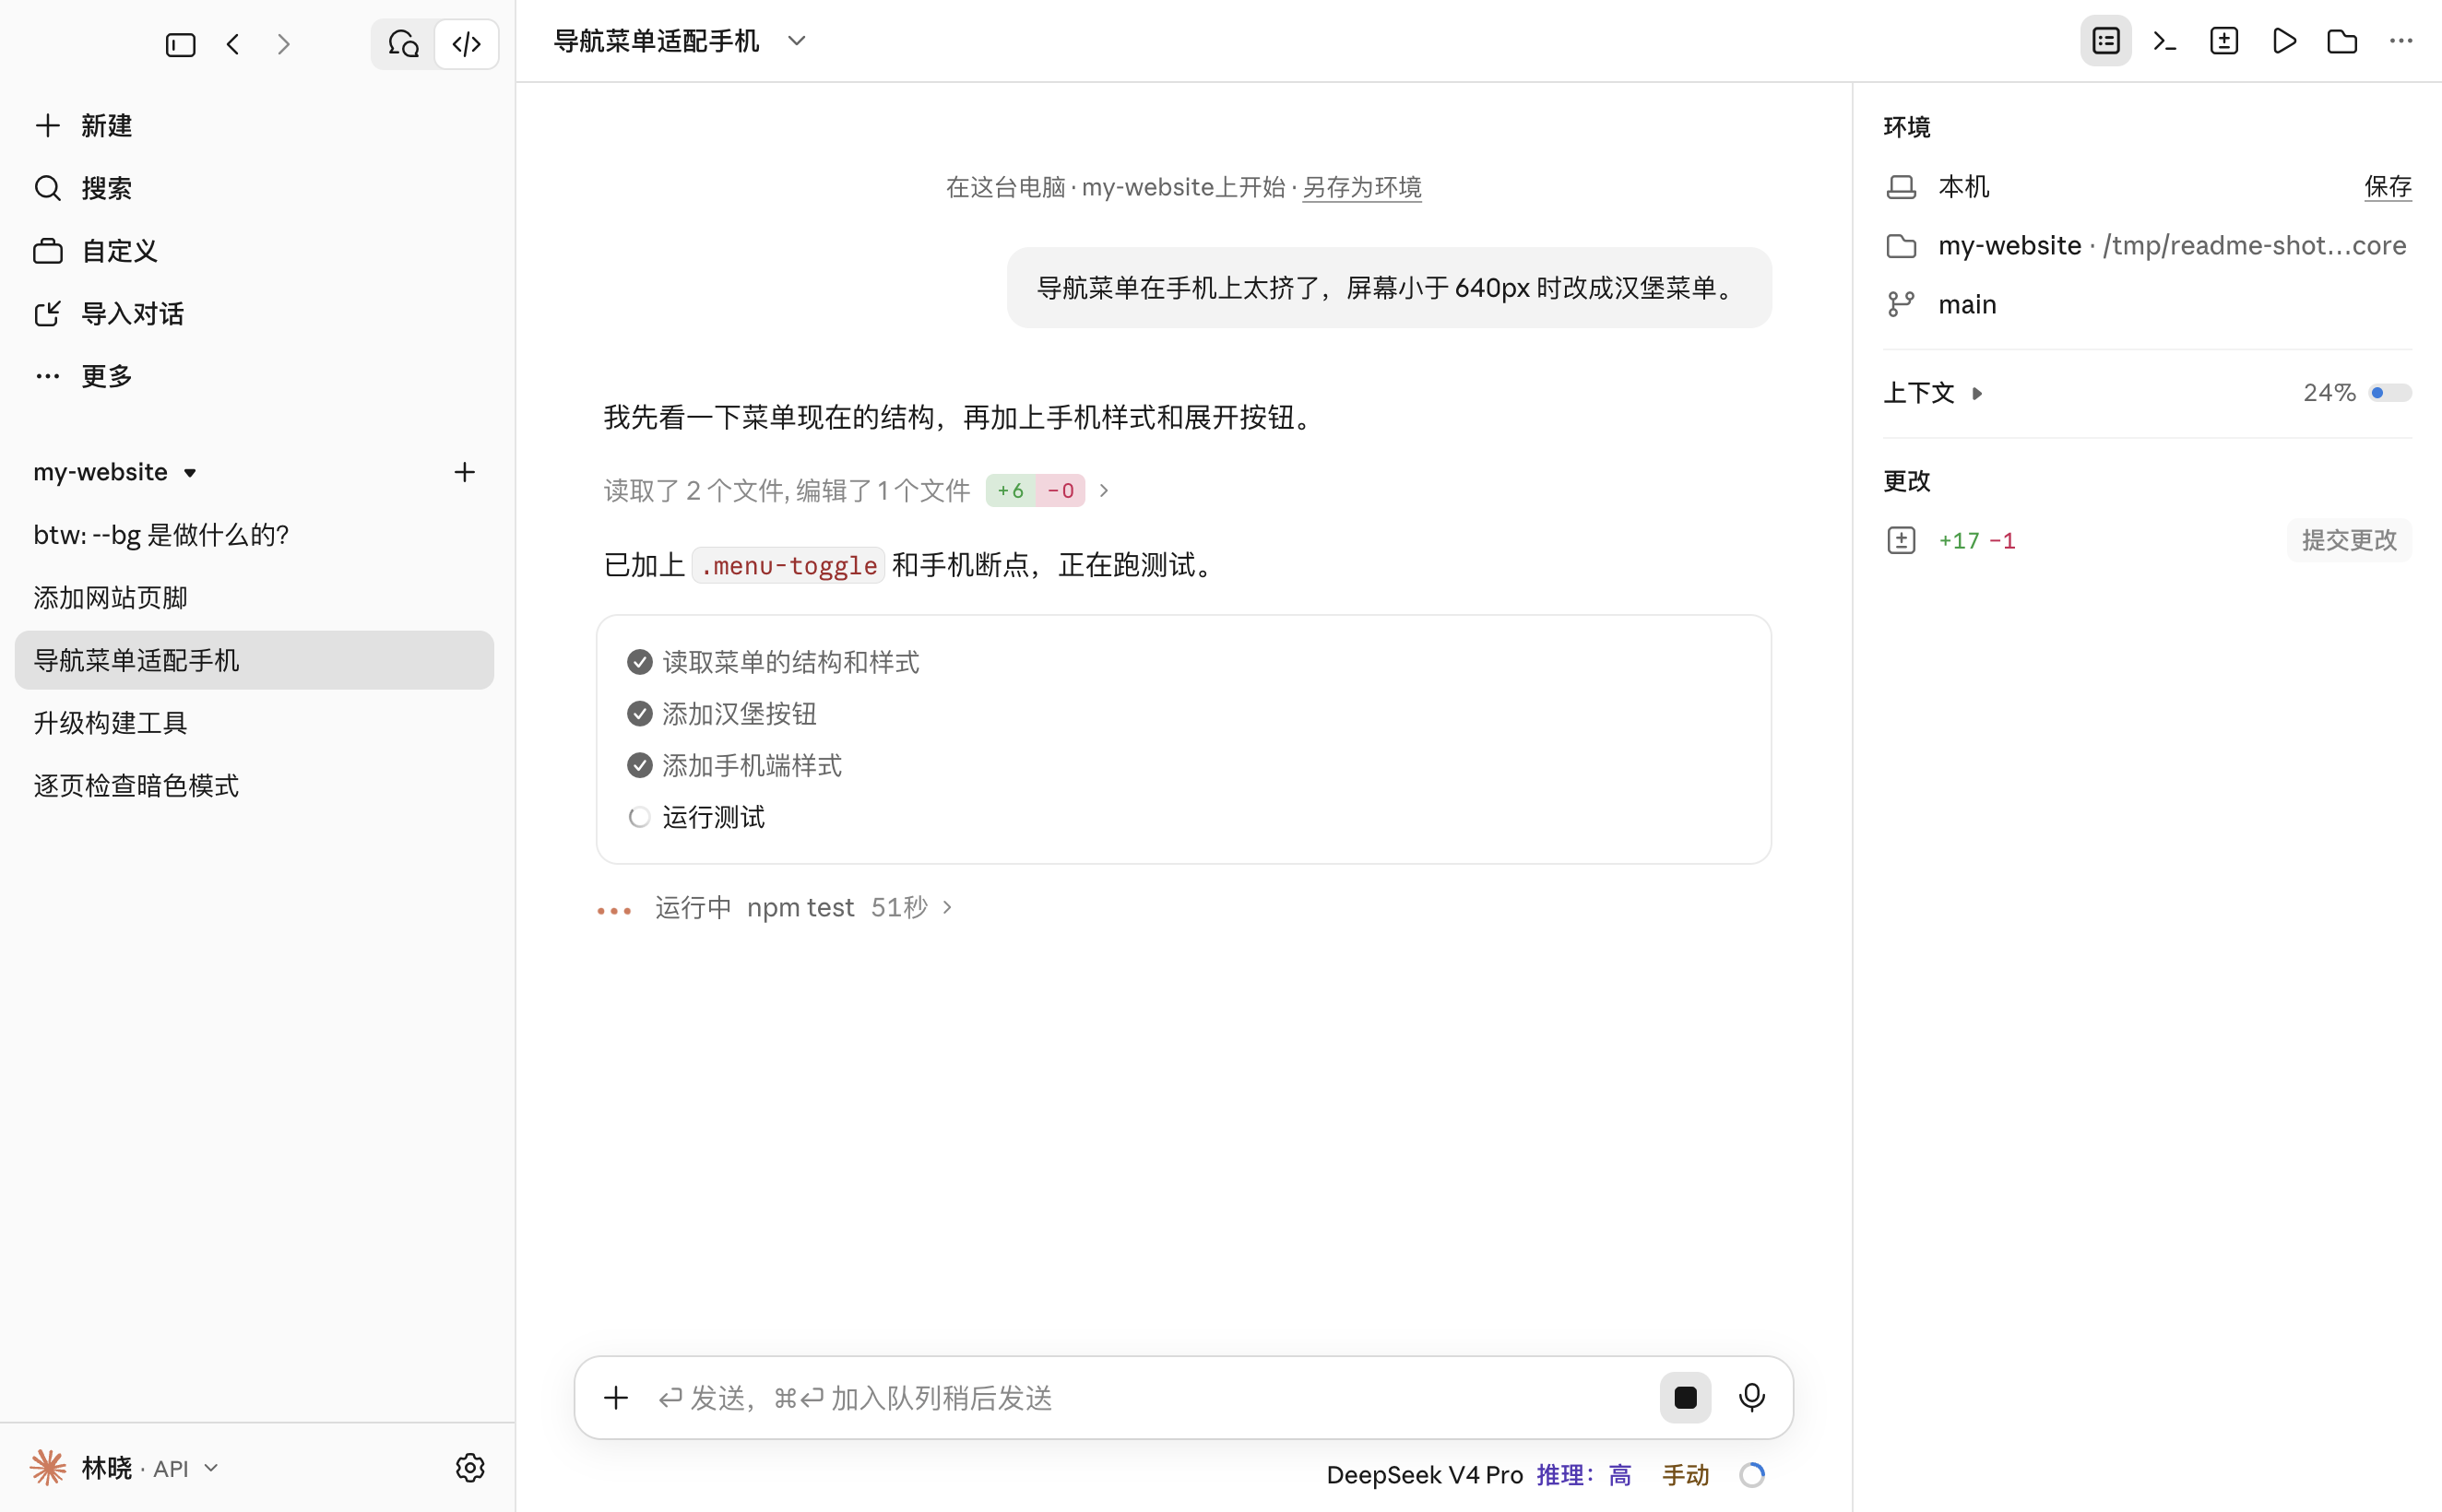 导航菜单适配手机
新建
搜索
自定义
导入对话
更多
my-website
btw: --bg 是做什么的?
添加网站页脚
导航菜单适配手机
升级构建工具
逐页检查暗色模式
林晓 · API
在这台电脑 · my-website上开始 · 另存为环境
导航菜单在手机上太挤了，屏幕小于 640px 时改成汉堡菜单。
我先看一下菜单现在的结构，再加上手机样式和展开按钮。
读取了 2 个文件, 编辑了 1 个文件 +6 -0
已加上 .menu-toggle 和手机断点，正在跑测试。
读取菜单的结构和样式
添加汉堡按钮
添加手机端样式
运行测试
运行中 npm test 51秒
⏎ 发送，⌘⏎ 加入队列稍后发送
DeepSeek V4 Pro 推理：高 手动
环境
本机 保存
my-website · /tmp/readme-shot...core
main
上下文 24%
更改
+17 -1 提交更改